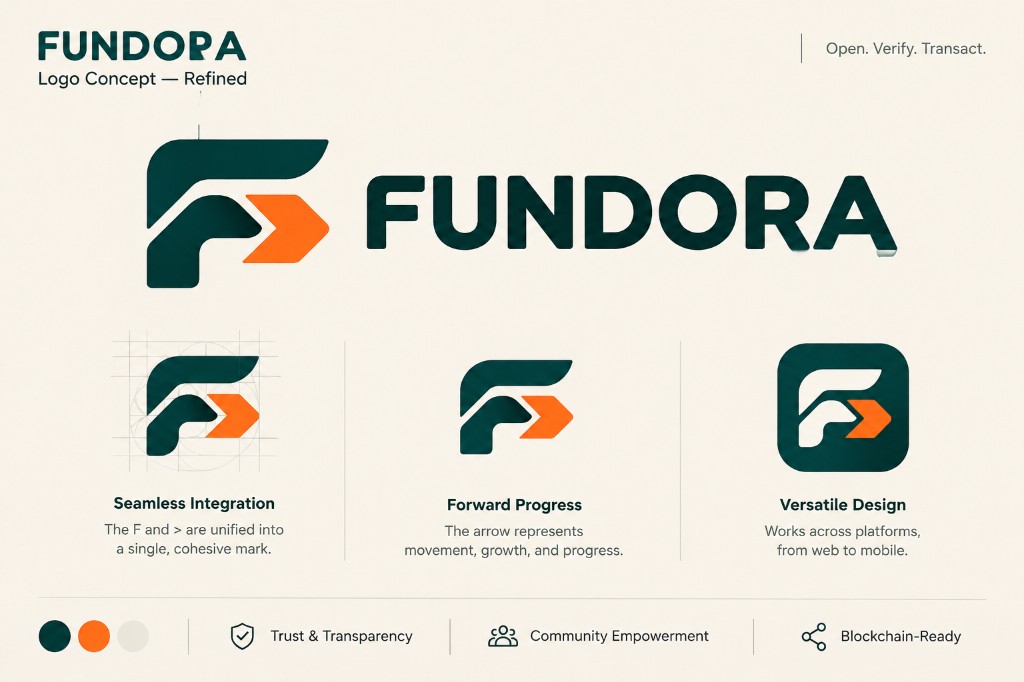 FUNDORA
Logo Concept — Refined
Open. Verify. Transact.
FUNDORA
Seamless Integration
The F and > are unified into
a single, cohesive mark.
Forward Progress
The arrow represents
movement, growth, and progress.
Versatile Design
Works across platforms,
from web to mobile.
Trust & Transparency
Community Empowerment
Blockchain-Ready